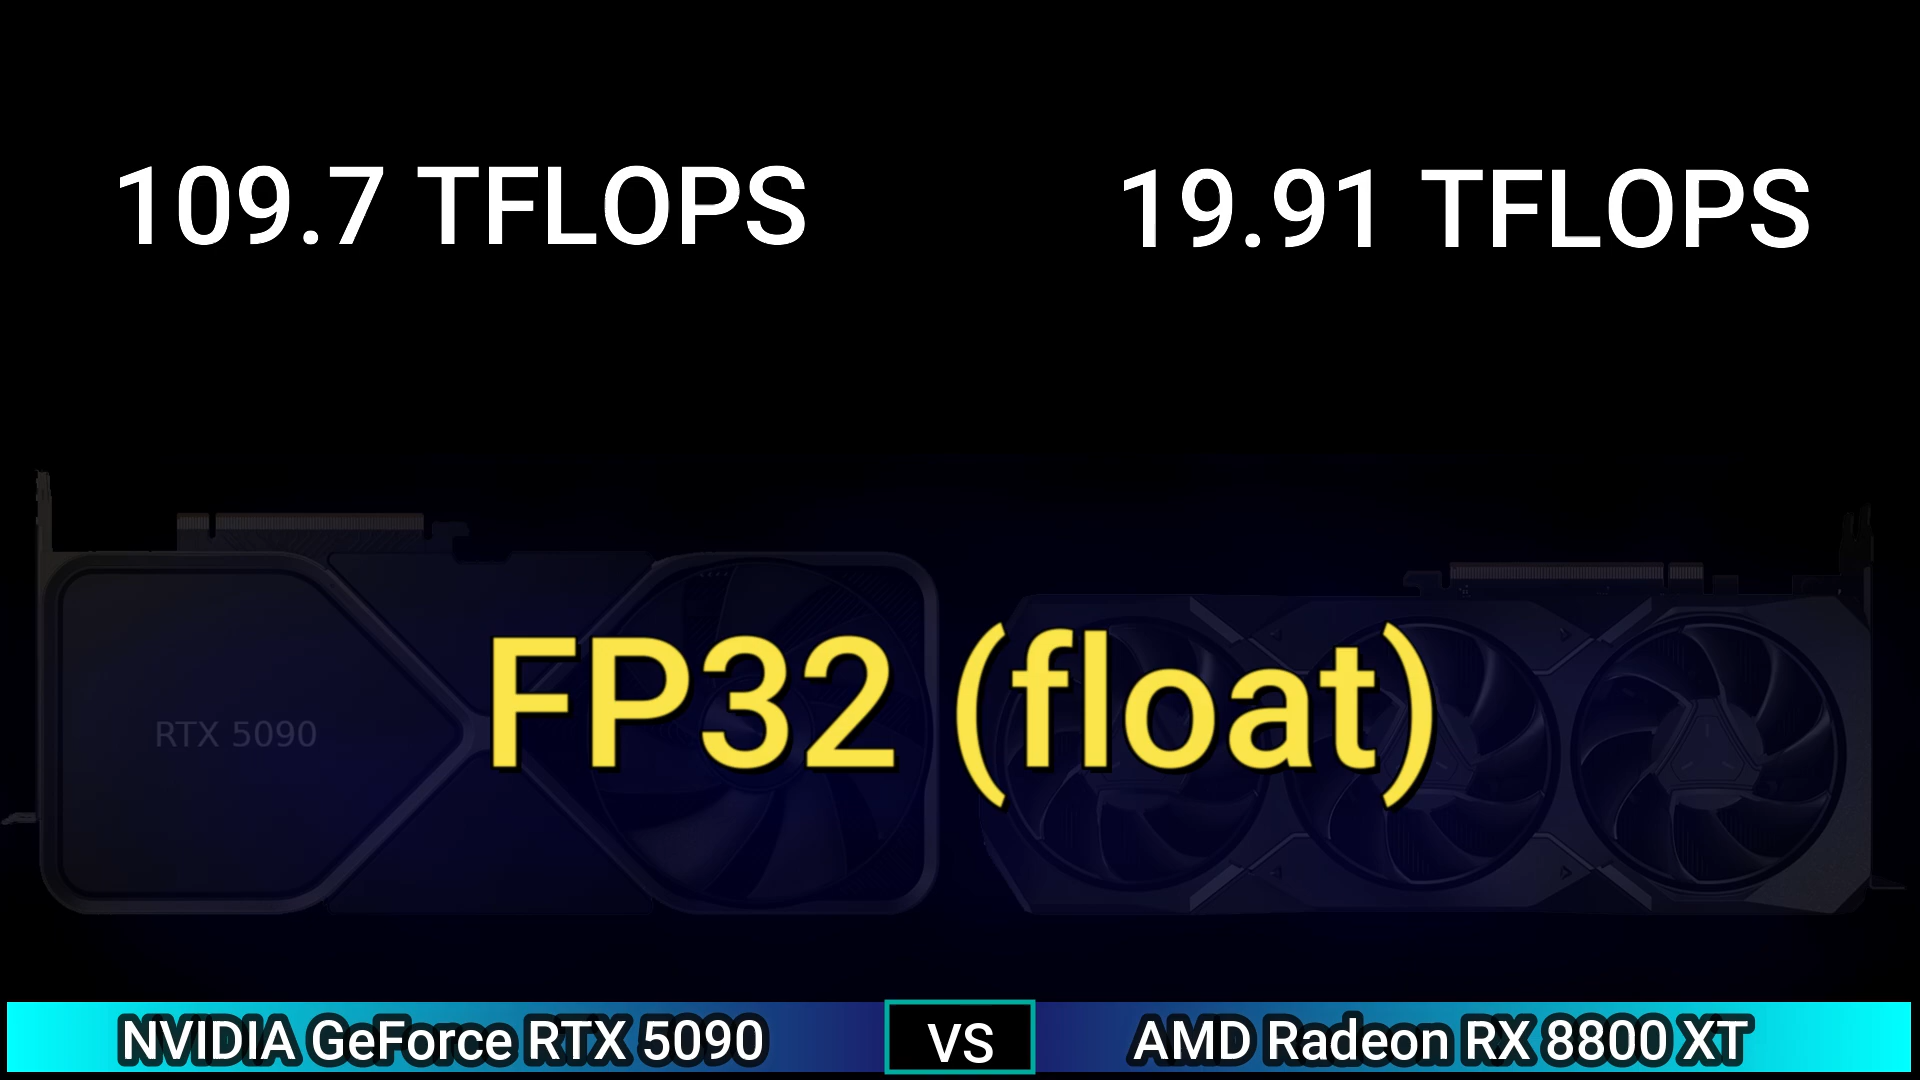 109.7 TFLOPS
19.91 TFLOPS
RTX 5090
FP32 (float)
NVIDIA GeForce RTX 5090
VS
AMD Radeon RX 8800 XT